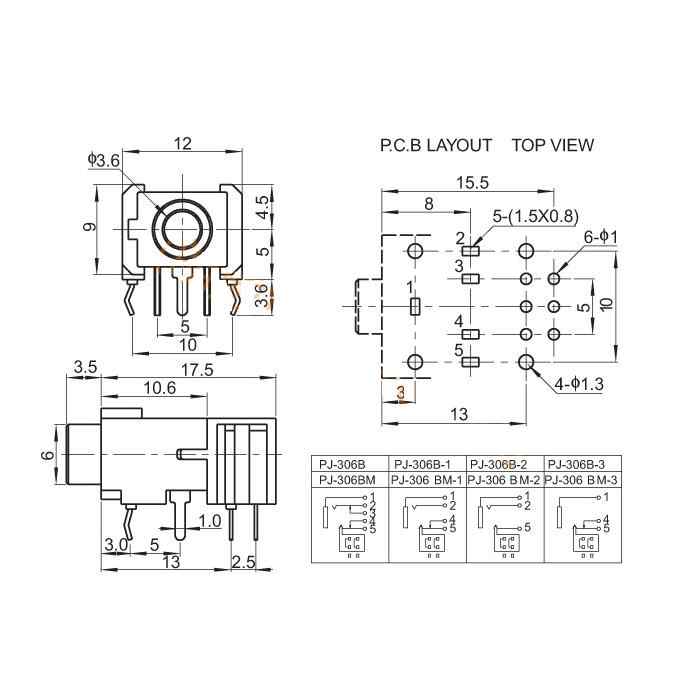 12
P.C.B LAYOUT TOP VIEW
ϕ3.6
9
4.5
5
3.6
5
10
15.5
8
5-(1.5X0.8)
2
6-ϕ1
3
1
4
5
5
10
3
4-ϕ1.3
13
3.5
17.5
10.6
6
1.0
3.0
5
13
2.5
PJ-306B PJ-306B-1 PJ-306B-2 PJ-306B-3
PJ-306BM PJ-306 BM-1 PJ-306 BM-2 PJ-306 BM-3
1 1 1 1
2 2 2
3
4 4 4
5 5 5 5